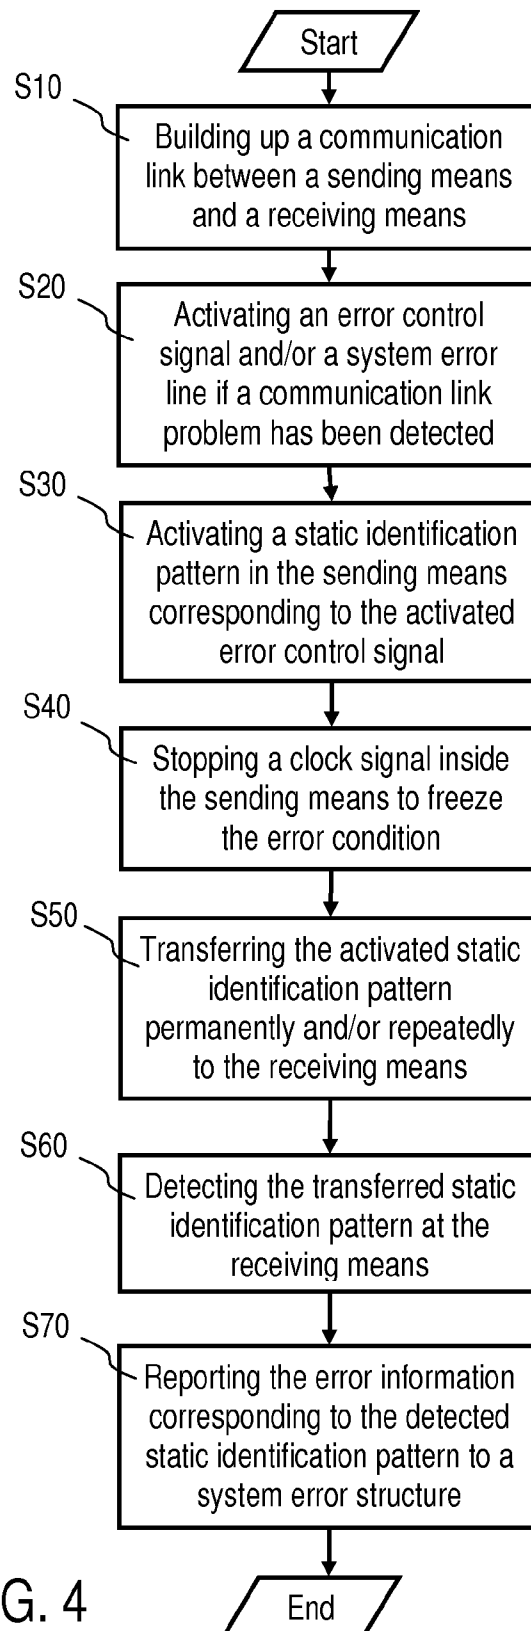 Start
S10
Building up a communication
link between a sending means
and a receiving means
S20
Activating an error control
signal and/or a system error
line if a communication link
problem has been detected
S30
Activating a static identification
pattern in the sending means
corresponding to the activated
error control signal
S40
Stopping a clock signal inside
the sending means to freeze
the error condition
S50
Transferring the activated static
identification pattern
permanently and/or repeatedly
to the receiving means
S60
Detecting the transferred static
identification pattern at the
receiving means
S70
Reporting the error information
corresponding to the detected
static identification pattern to a
system error structure
G. 4
End